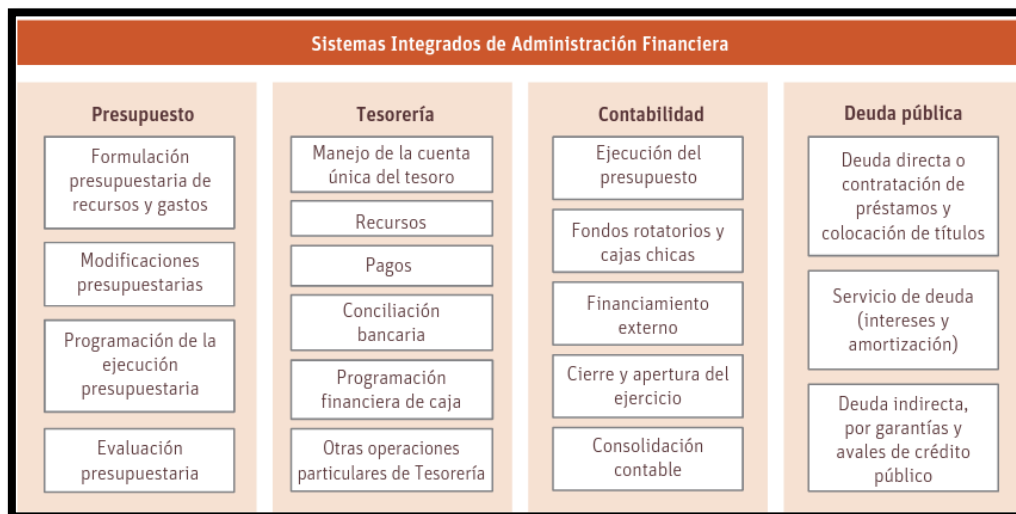 Sistemas Integrados de Administración Financiera
Presupuesto
Formulación
presupuestaria de
recursos y gastos
Modificaciones
presupuestarias
Programación de la
ejecución
presupuestaria
Evaluación
presupuestaria
Tesorería
Manejo de la cuenta
única del tesoro
Recursos
Pagos
Conciliación
bancaria
Programación
financiera de caja
Otras operaciones
particulares de Tesorería
Contabilidad
Ejecución del
presupuesto
Fondos rotatorios y
cajas chicas
Financiamiento
externo
Cierre y apertura del
ejercicio
Consolidación
contable
Deuda pública
Deuda directa o
contratación de
préstamos y
colocación de títulos
Servicio de deuda
(intereses y
amortización)
Deuda indirecta,
por garantías y
avales de crédito
público